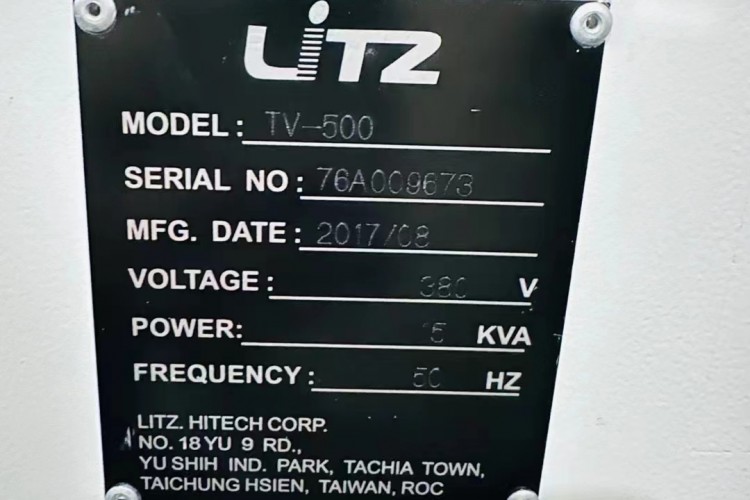 LiTZ
MODEL: TV-500
SERIAL NO: 76A009673
MFG. DATE: 2017/08
VOLTAGE: 380 V
POWER: 15 KVA
FREQUENCY: 50 HZ
LITZ. HITECH CORP.
NO. 18 YU 9 RD.,
YU SHIH IND. PARK, TACHIA TOWN,
TAICHUNG HSIEN, TAIWAN, ROC